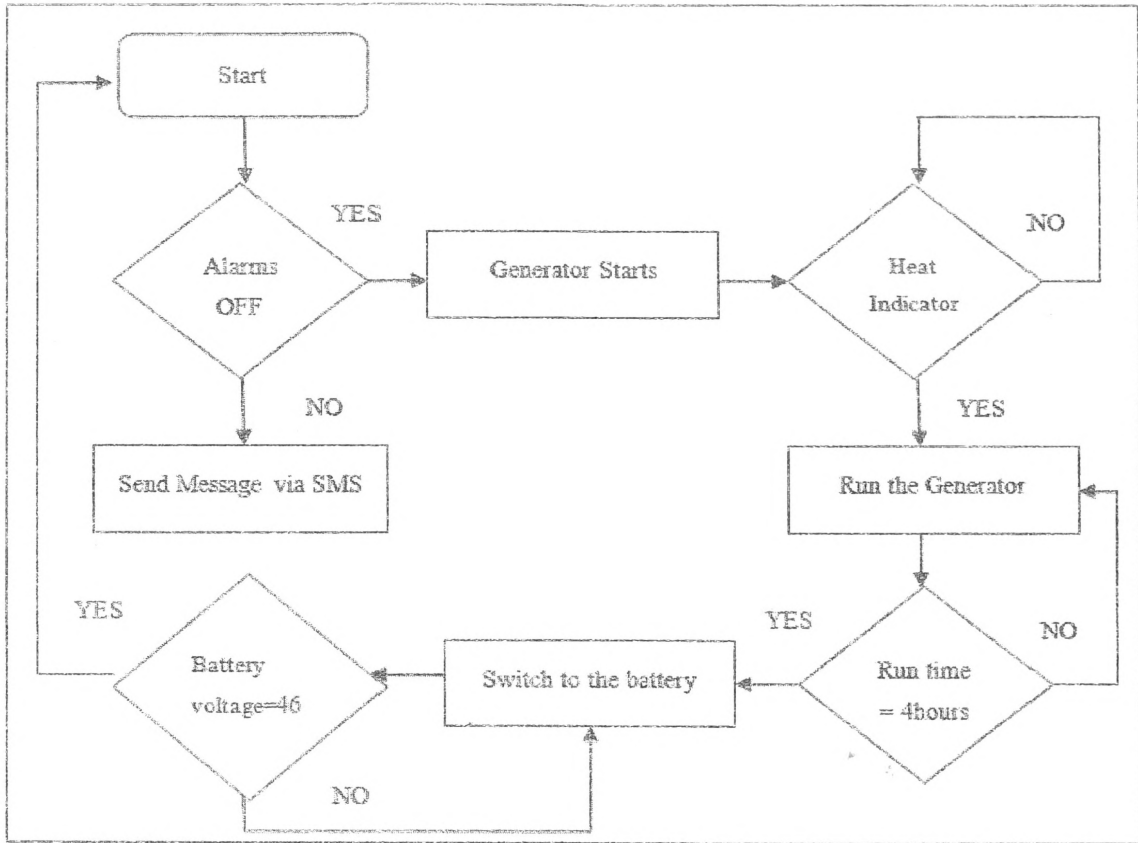 Start
YES
Alarms
OFF
Generator Starts
Heat
Indicator
NO
NO
YES
Send Message via SMS
Run the Generator
YES
Battery
voltage=46
Switch to the battery
YES
Run time
= 4hours
NO
NO